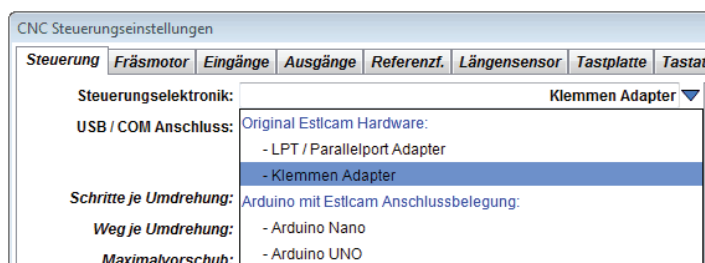 CNC Steuerungseinstellungen
Steuerung Fräsmotor Eingänge Ausgänge Referenzf. Längensensor Tastplatte Tastat
Steuerungselektronik: Klemmen Adapter
USB / COM Anschluss: Original Estlcam Hardware:
- LPT / Parallelport Adapter
- Klemmen Adapter
Schritte je Umdrehung: Arduino mit Estlcam Anschlussbelegung:
Weg je Umdrehung: - Arduino Nano
Maximalvorschub: - Arduino UNO